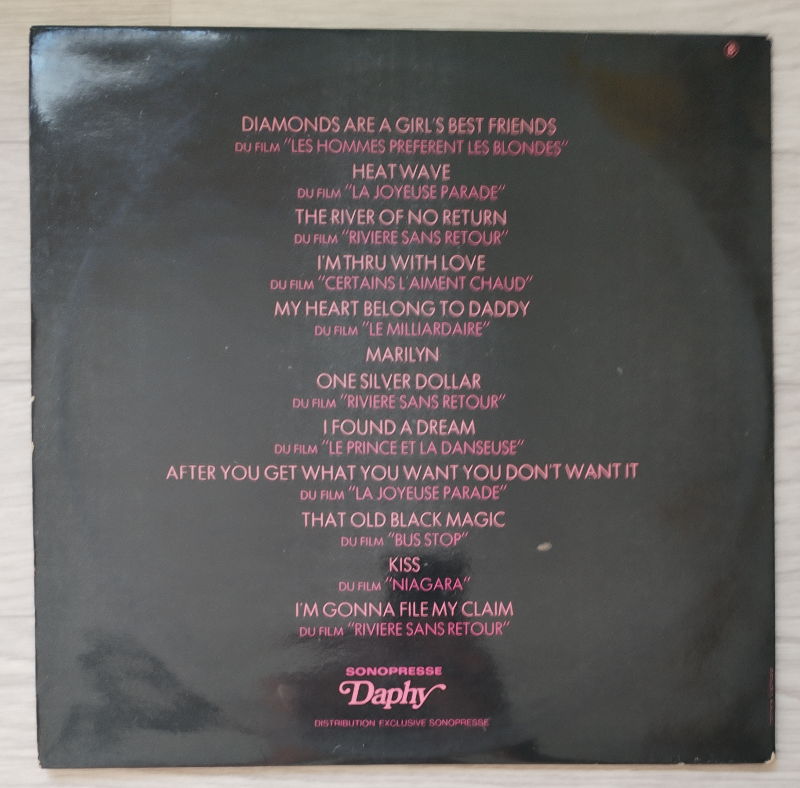 DIAMONDS ARE A GIRL'S BEST FRIENDS
DU FILM "LES HOMMES PREFERENT LES BLONDES"
HEAT WAVE
DU FILM "LA JOYEUSE PARADE"
THE RIVER OF NO RETURN
DU FILM "RIVIERE SANS RETOUR"
I'M THRU WITH LOVE
DU FILM "CERTAINS L AIMENT CHAUD"
MY HEART BELONG TO DADDY
DU FILM "LE MILLIARDAIRE"
MARILYN
ONE SILVER DOLLAR
DU FILM "RIVIERE SANS RETOUR"
I FOUND A DREAM
DU FILM "LE PRINCE ET LA DANSEUSE"
AFTER YOU GET WHAT YOU WANT YOU DON'T WANT IT
DU FILM "LA JOYEUSE PARADE"
THAT OLD BLACK MAGIC
DU FILM "BUS STOP"
KISS
DU FILM "NIAGARA"
I'M GONNA FILE MY CLAIM
DU FILM "RIVIERE SANS RETOUR"
SONOPRESSE
Daphy
DISTRIBUTION EXCLUSIVE SONOPRESSE